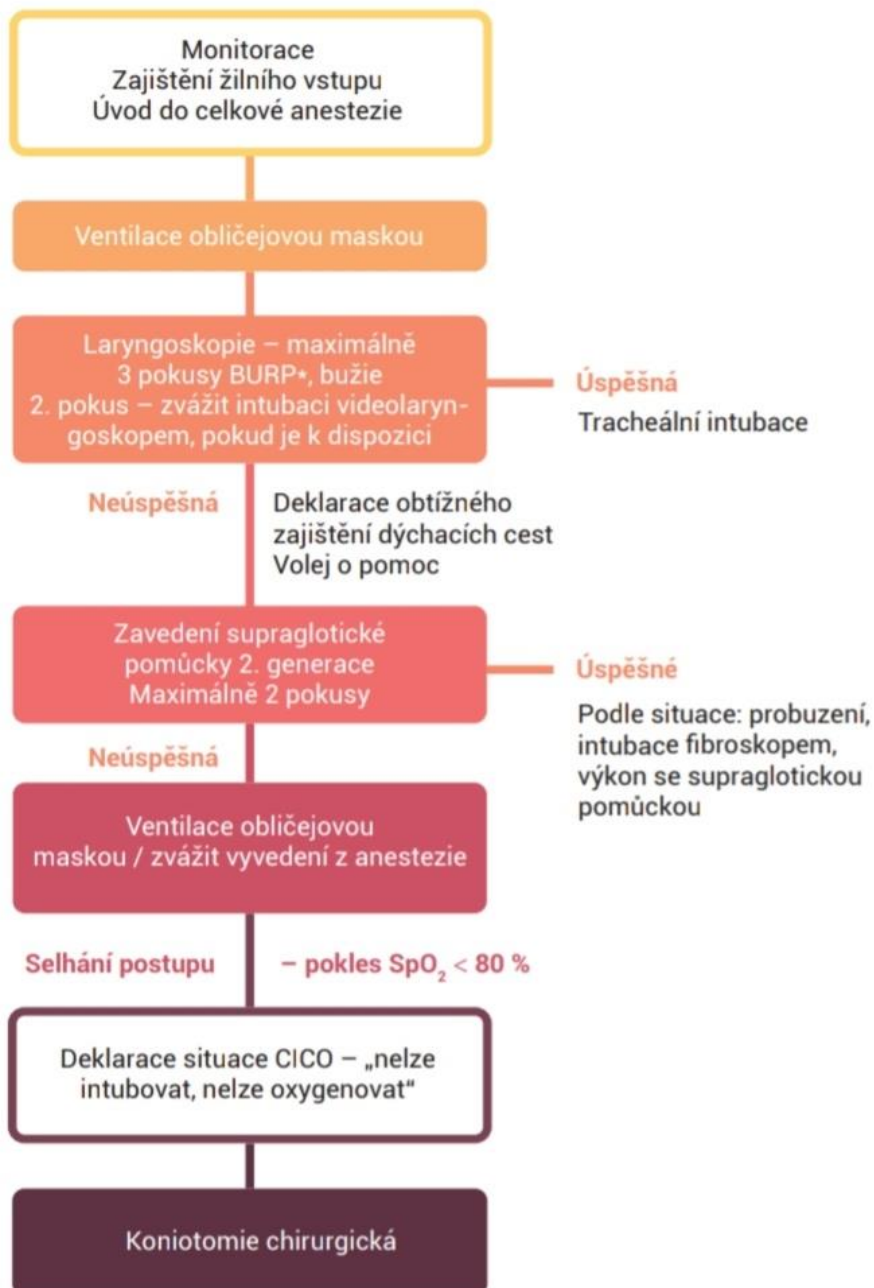 Monitorace
Zajištění žilního vstupu
Úvod do celkové anestezie
Ventilace obličejovou maskou
Laryngoskopie – maximálně
3 pokusy BURP*, bužie
2. pokus – zvážit intubaci videolaryn-
goskopem, pokud je k dispozici
Úspěšná
Tracheální intubace
Neúspěšná
Deklarace obtížného
zajištění dýchacích cest
Volej o pomoc
Zavedení supraglotické
pomůcky 2. generace
Maximálně 2 pokusy
Úspěšné
Podle situace: probuzení,
intubace fibroskopem,
výkon se supraglotickou
pomůckou
Neúspěšná
Ventilace obličejovou
maskou / zvážit vyvedení z anestezie
Selhání postupu – pokles SpO₂ < 80 %
Deklarace situace CICO – „nelze
intubovat, nelze oxygenovat“
Koniotomie chirurgická